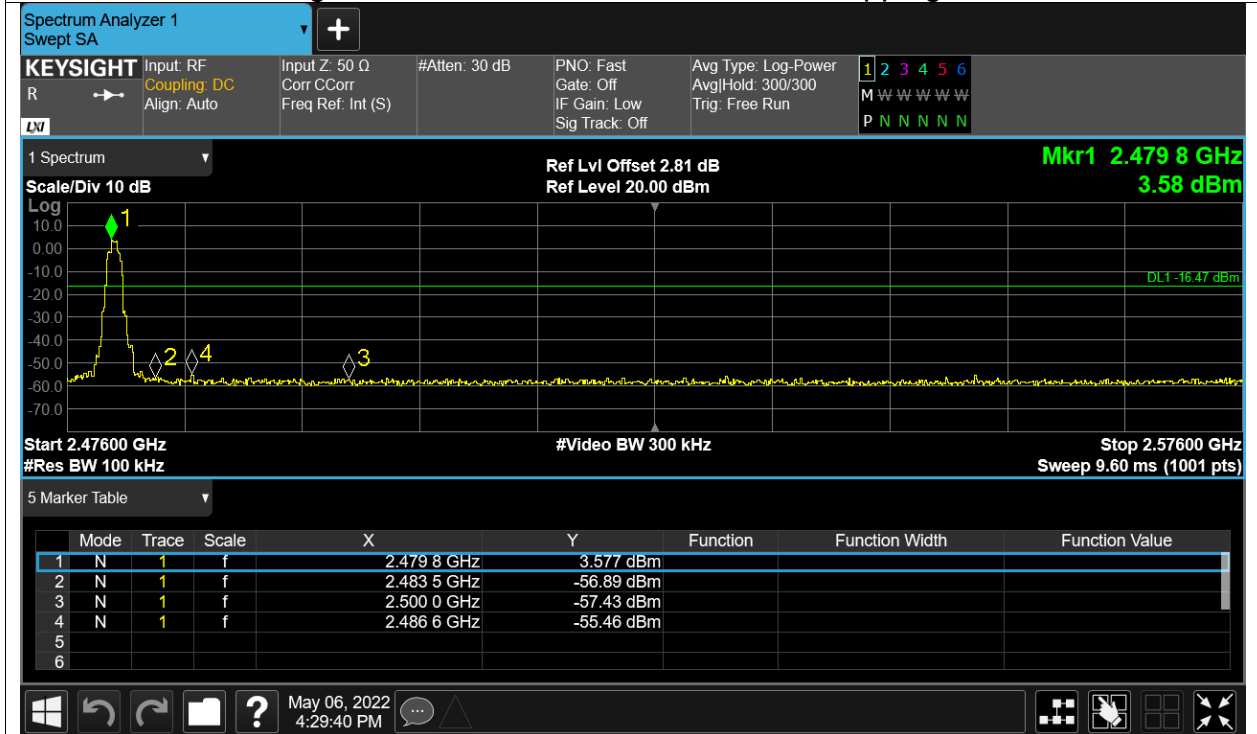 Spectrum Analyzer 1
Swept SA
+
KEYSIGHT Input: RF Input Z: 50 Ω #Atten: 30 dB PNO: Fast Avg Type: Log-Power 1 2 3 4 5 6
R Coupling: DC Corr CCorr Gate: Off Avg|Hold: 300/300 M W W W W W
Align: Auto Freq Ref: Int (S) IF Gain: Low Trig: Free Run
LXI Sig Track: Off P N N N N N N
1 Spectrum Ref Lvl Offset 2.81 dB Mkr1 2.479 8 GHz
Scale/Div 10 dB Ref Level 20.00 dBm 3.58 dBm
Log
1
10.0
0.00
-10.0
DL1 -16.47 dBm
-20.0
-30.0
-40.0
2 4 3
-50.0
-60.0
-70.0
Start 2.47600 GHz #Video BW 300 kHz Stop 2.57600 GHz
#Res BW 100 kHz Sweep 9.60 ms (1001 pts)
5 Marker Table
Mode Trace Scale X Y Function Function Width Function Value
1 N 1 f 2.479 8 GHz 3.577 dBm
2 N 1 f 2.483 5 GHz -56.89 dBm
3 N 1 f 2.500 0 GHz -57.43 dBm
4 N 1 f 2.486 6 GHz -55.46 dBm
5
6
? May 06, 2022
4:29:40 PM